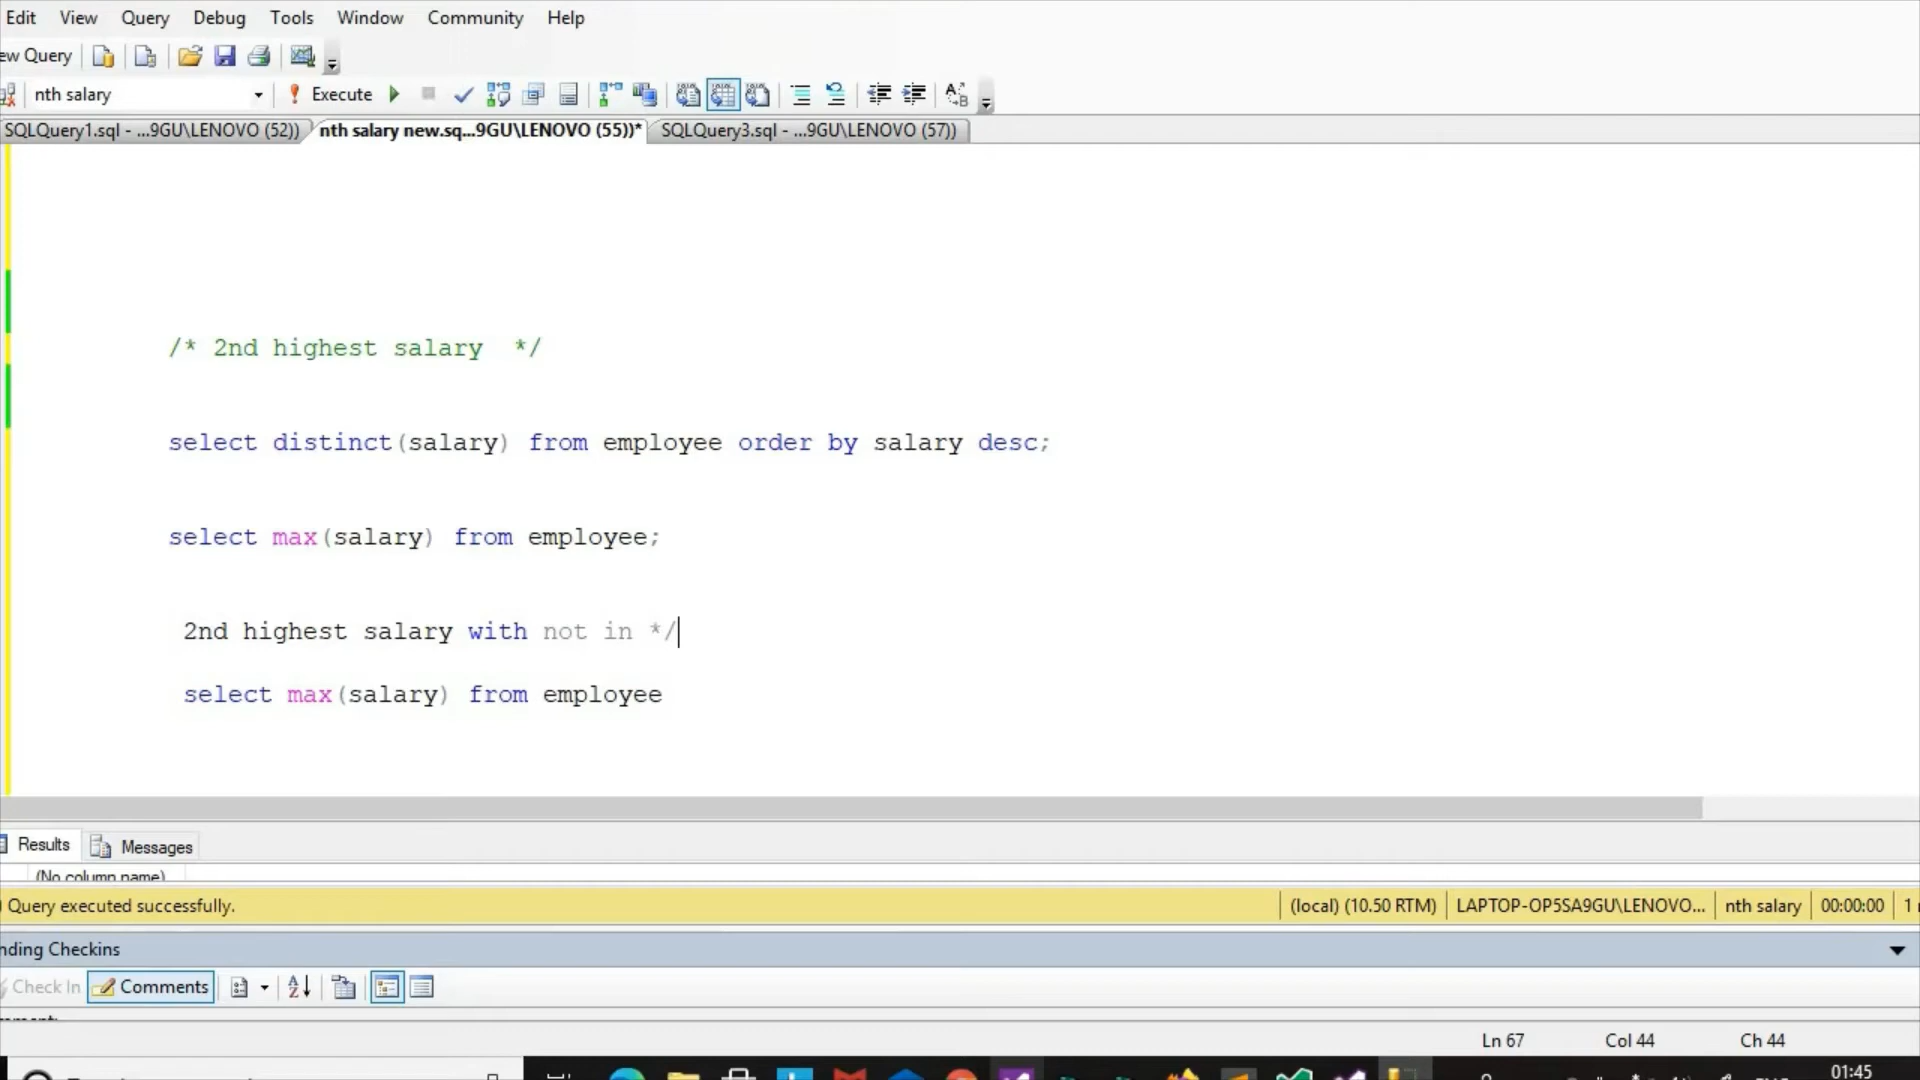 Edit View Query Debug Tools Window Community Help
ew Query
nth salary Execute
SQLQuery1.sql - ...9GU\LENOVO (52)) nth salary new.sq...9GU\LENOVO (55))* SQLQuery3.sql - ...9GU\LENOVO (57))
/* 2nd highest salary */
select distinct(salary) from employee order by salary desc;
select max(salary) from employee;
2nd highest salary with not in */
select max(salary) from employee
Results Messages
(No column name)
Query executed successfully. (local) (10.50 RTM) LAPTOP-OP5SA9GU\LENOVO... nth salary 00:00:00 1
nding Checkins
Check In Comments
Ln 67 Col 44 Ch 44
01:45